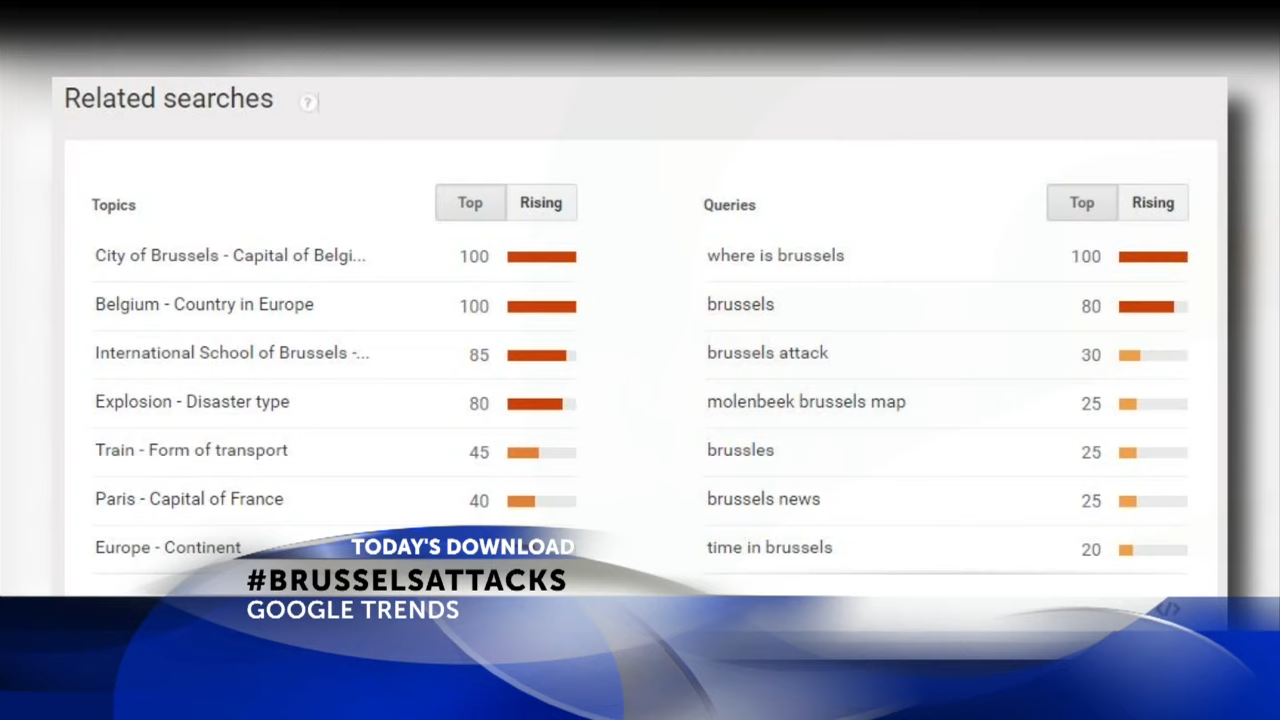 Related searches ?
Topics Top Rising
City of Brussels - Capital of Belgi... 100
Belgium - Country in Europe 100
International School of Brussels -... 85
Explosion - Disaster type 80
Train - Form of transport 45
Paris - Capital of France 40
Europe - Continent
Queries Top Rising
where is brussels 100
brussels 80
brussels attack 30
molenbeek brussels map 25
brussles 25
brussels news 25
time in brussels 20
</>
TODAY'S DOWNLOAD
#BRUSSELSATTACKS
GOOGLE TRENDS